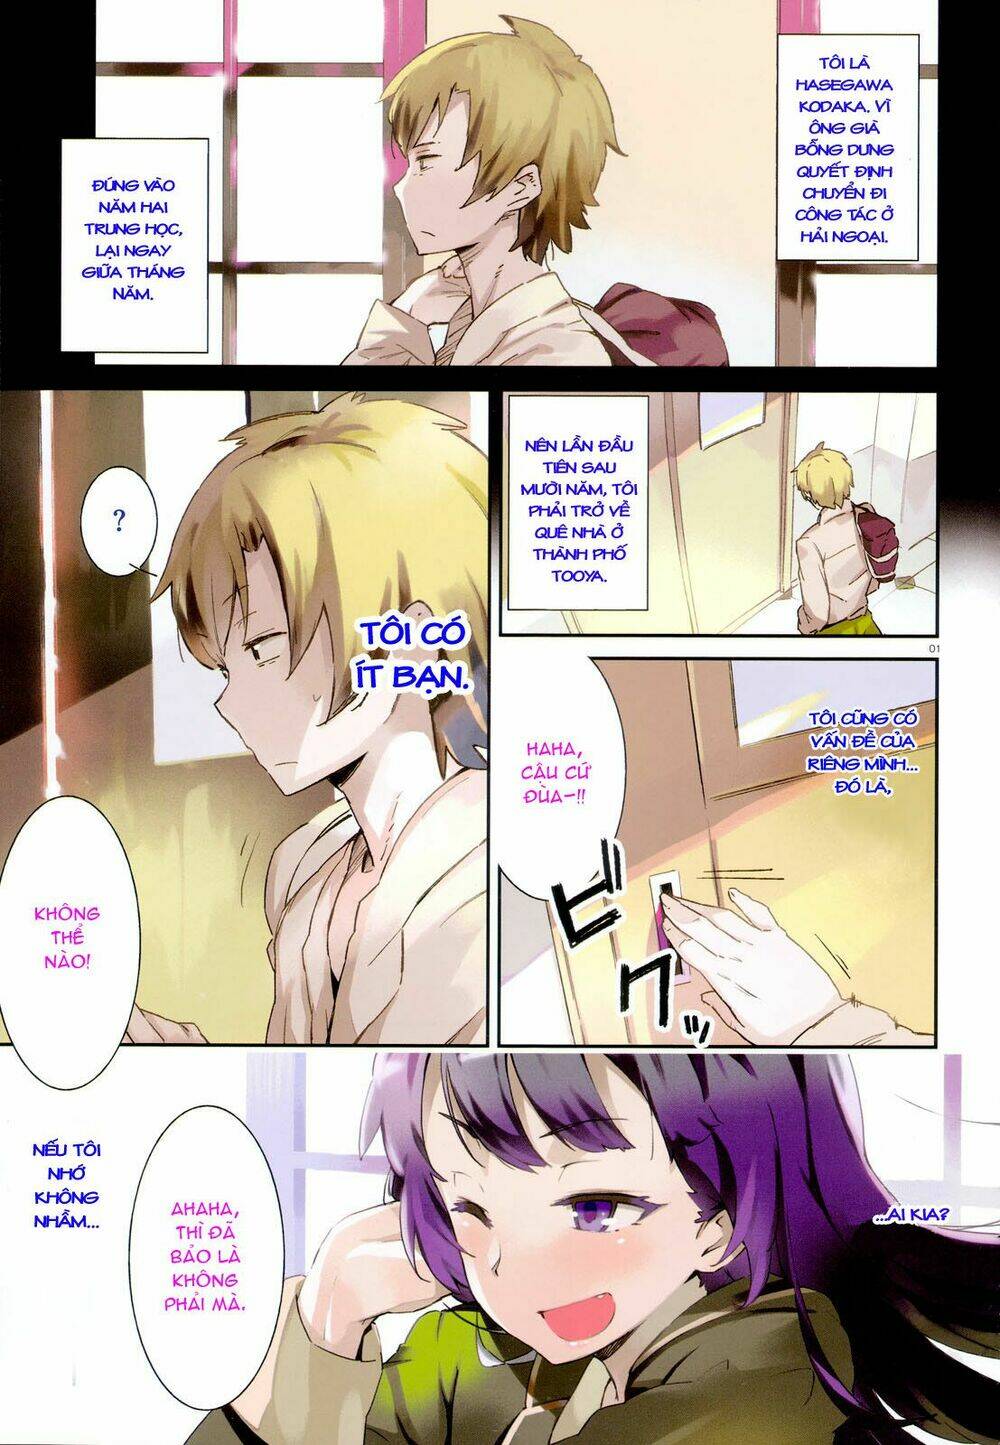 TÔI LÀ
HASEGAWA
KODAKA. VÌ
ÔNG GIÀ
BỖNG DƯNG
QUYẾT ĐỊNH
CHUYỂN ĐI
CÔNG TÁC Ở
HẢI NGOẠI.
ĐÚNG VÀO
NĂM HAI
TRUNG HỌC,
LẠI NGAY
GIỮA THÁNG
NĂM.
NÊN LẦN ĐẦU
TIÊN SAU
MƯỜI NĂM, TÔI
PHẢI TRỞ VỀ
QUÊ NHÀ Ở
THÀNH PHỐ
TOOYA.
?
TÔI CÓ
ÍT BẠN.
01
TÔI CŨNG CÓ
VẤN ĐỀ CỦA
RIÊNG MÌNH...
ĐÓ LÀ,
HAHA,
CẬU CỨ
ĐÙA-!!
ビクッ
KHÔNG
THỂ
NÀO!
NẾU TÔI
NHỚ
KHÔNG
NHẦM...
AHAHA,
THÌ ĐÃ
BẢO LÀ
KHÔNG
PHẢI MÀ.
...AI KIA?